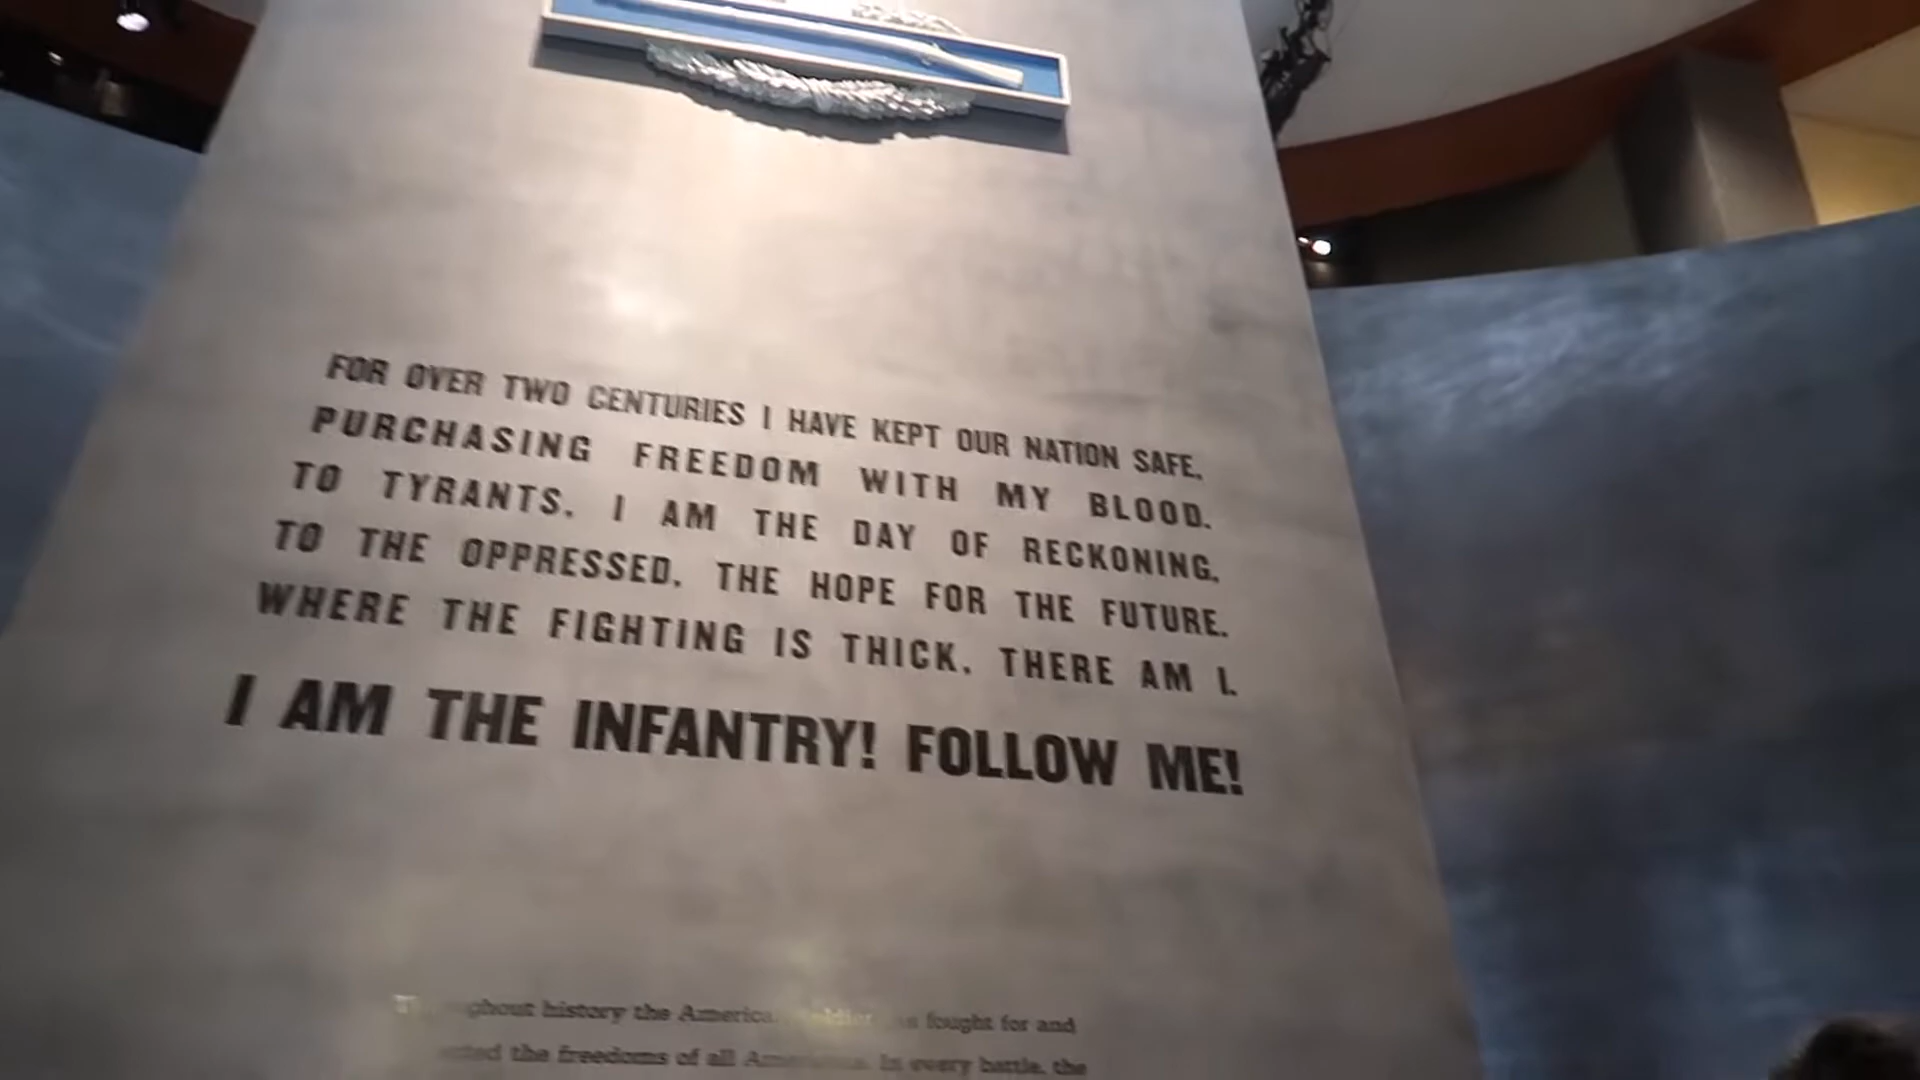 FOR OVER TWO CENTURIES I HAVE KEPT OUR NATION SAFE,
PURCHASING FREEDOM WITH MY BLOOD.
TO TYRANTS, I AM THE DAY OF RECKONING,
TO THE OPPRESSED, THE HOPE FOR THE FUTURE.
WHERE THE FIGHTING IS THICK, THERE AM I.
I AM THE INFANTRY! FOLLOW ME!
history the fought for and
the freedoms of all In every battle, the